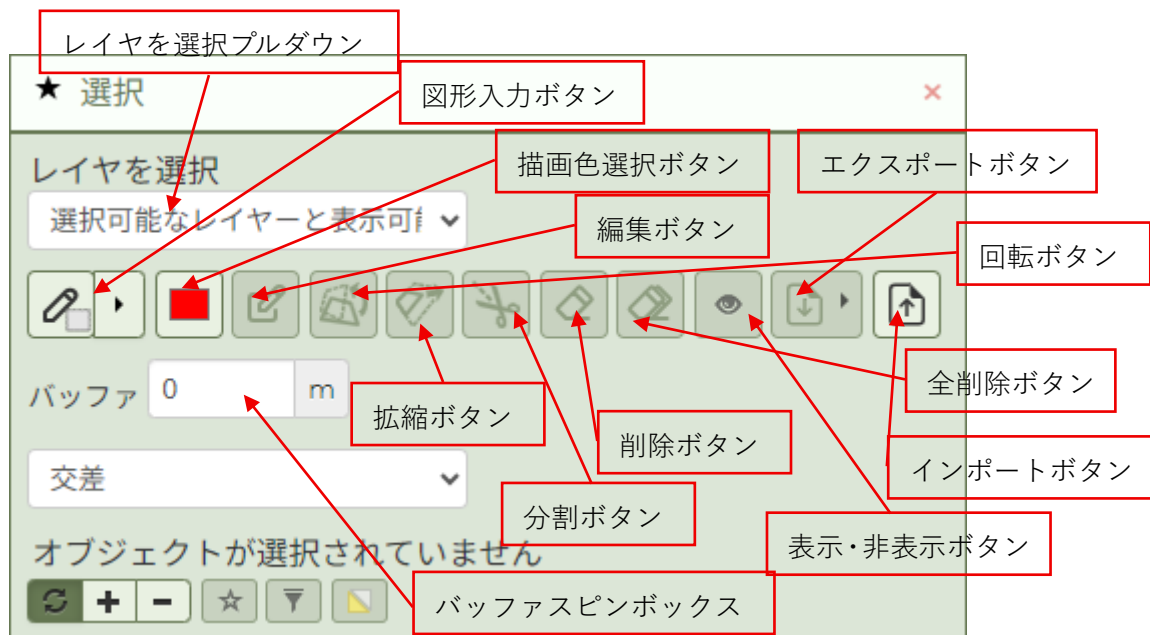 レイヤを選択プルダウン
★ 選択
図形入力ボタン
×
レイヤを選択
描画色選択ボタン
エクスポートボタン
選択可能なレイヤーと表示可
編集ボタン
回転ボタン
全削除ボタン
バッファ 0 m
拡縮ボタン
削除ボタン
インポートボタン
交差
分割ボタン
表示・非表示ボタン
オブジェクトが選択されていません
バッファスピンボックス